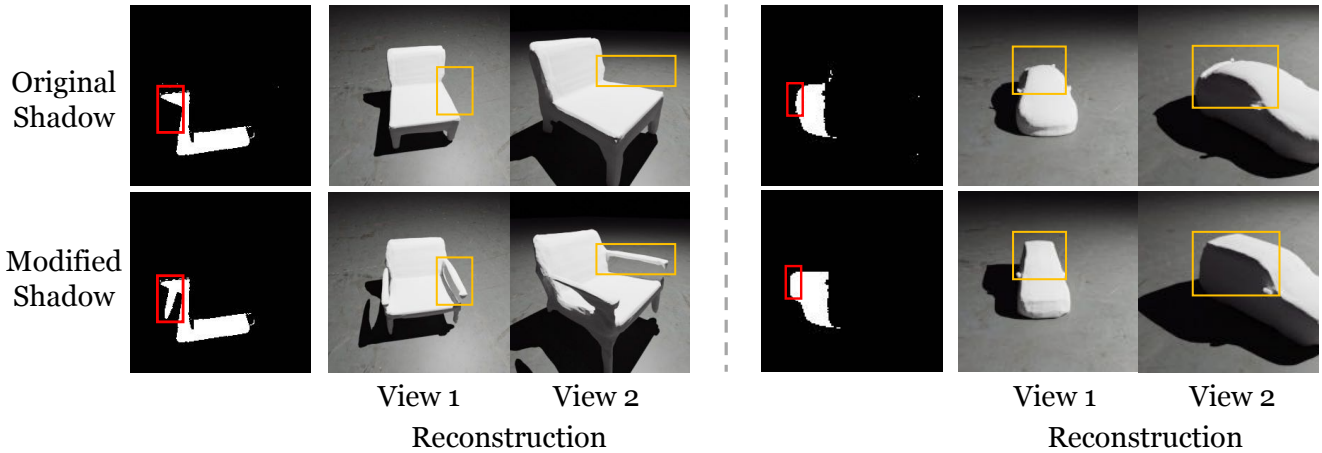 Original
Shadow
Modified
Shadow
View 1 View 2 View 1 View 2
Reconstruction Reconstruction